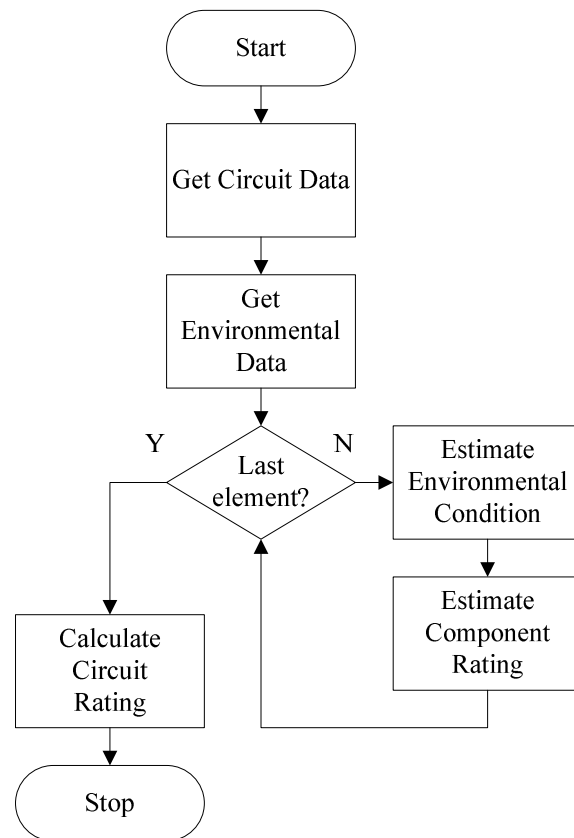 Start
Get Circuit Data
Get
Environmental
Data
Y
N
Last
element?
Estimate
Environmental
Condition
Estimate
Component
Rating
Calculate
Circuit
Rating
Stop